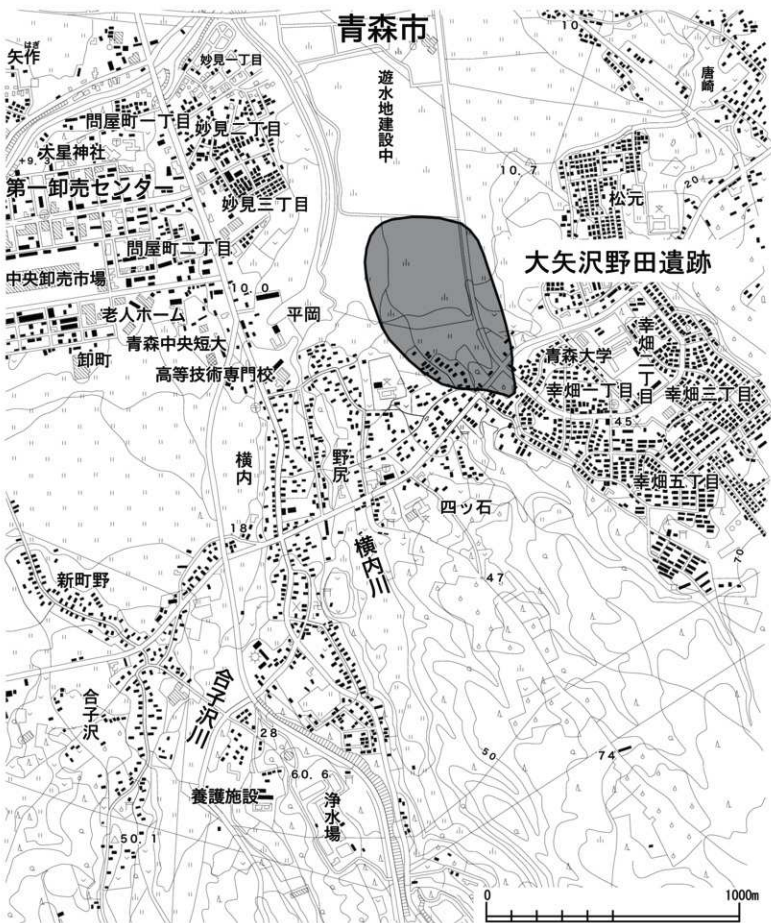 青森市
矢作
はぎ
妙見一丁目
遊水地建設中
10
唐崎
問屋町一丁目
妙見二丁目
大星神社
+9.3
第一卸売センター
妙見三丁目
10.7
松元
20
問屋町二丁目
大矢沢野田遺跡
中央卸売市場
10.0
老人ホーム
平岡
青森中央短大
卸町
高等技術専門校
青森大学
幸畑二丁目
幸畑一丁目
幸畑三丁目
45
横内
野尻
幸畑五丁目
四ッ石
18
横内川
47
70
新町野
合子沢
合子沢川
28
50
74
60.6
養護施設
浄水場
50.1
0
1000m